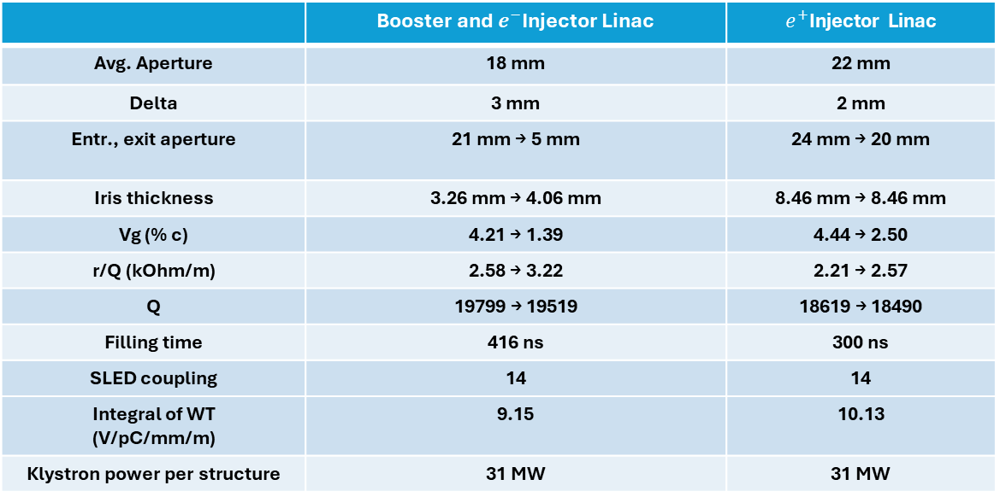 Booster and e⁻ Injector Linac e⁺ Injector Linac
Avg. Aperture 18 mm 22 mm
Delta 3 mm 2 mm
Entr., exit aperture 21 mm → 5 mm 24 mm → 20 mm
Iris thickness 3.26 mm → 4.06 mm 8.46 mm → 8.46 mm
Vg (% c) 4.21 → 1.39 4.44 → 2.50
r/Q (kOhm/m) 2.58 → 3.22 2.21 → 2.57
Q 19799 → 19519 18619 → 18490
Filling time 416 ns 300 ns
SLED coupling 14 14
Integral of WT 9.15 10.13
(V/pC/mm/m)
Klystron power per structure 31 MW 31 MW